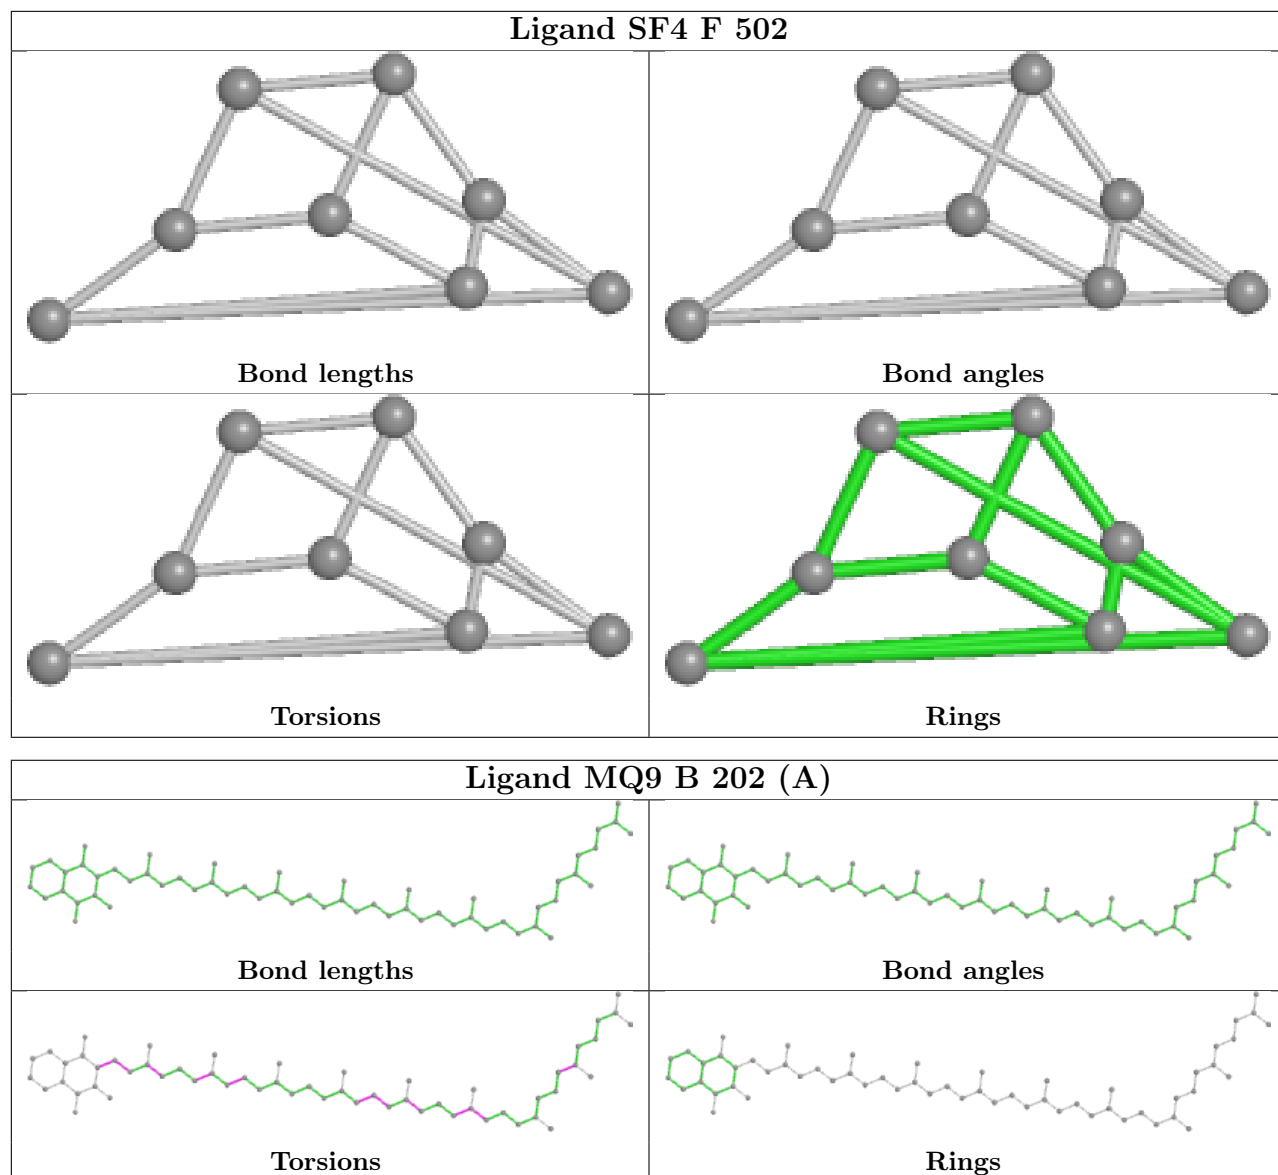 Ligand SF4 F 502
Bond lengths
Bond angles
Torsions
Rings
Ligand MQ9 B 202 (A)
Bond lengths
Bond angles
Torsions
Rings